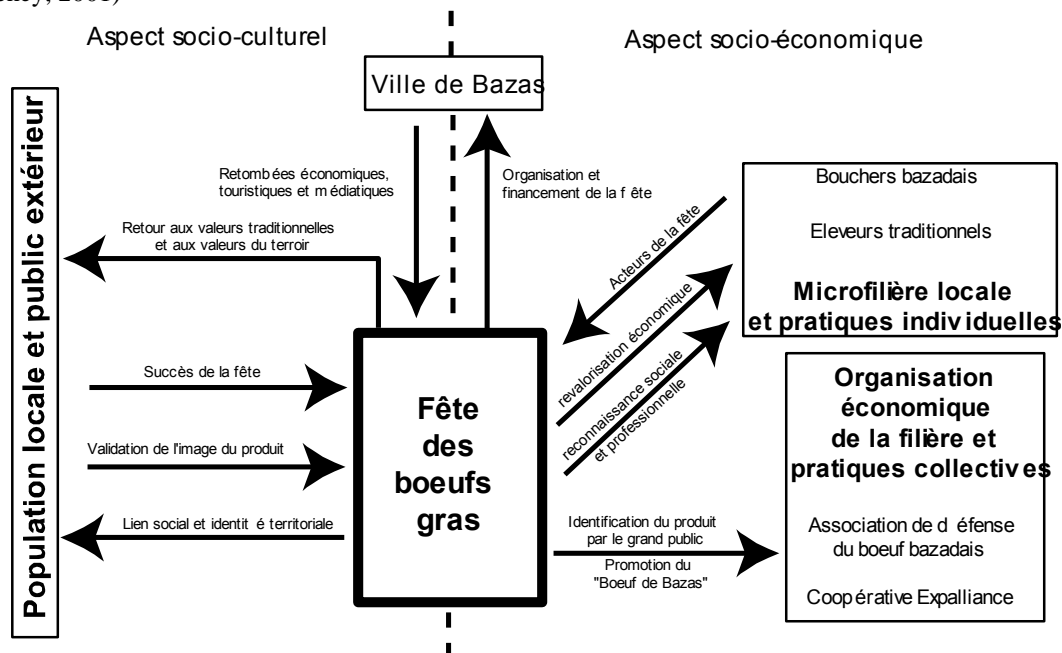 2001)
Aspect socio-culturel
Aspect socio-économique
Ville de Bazas
Population locale et public extérieur
Retombées économiques,
touristiques et médiatiques
Organisation et
financement de la fête
Retour aux valeurs traditionnelles
et aux valeurs du terroir
Succès de la fête
Validation de l'image du produit
Lien social et identité territoriale
Fête
des
boeufs
gras
Acteurs de la fête
revalorisation économique
reconnaissance sociale
et professionnelle
Identification du produit
par le grand public
Promotion du
"Boeuf de Bazas"
Bouchers bazadais
Eleveurs traditionnels
Microfilière locale
et pratiques individuelles
Organisation
économique
de la filière et
pratiques collectives
Association de défense
du boeuf bazadais
Coopérative Expalliance